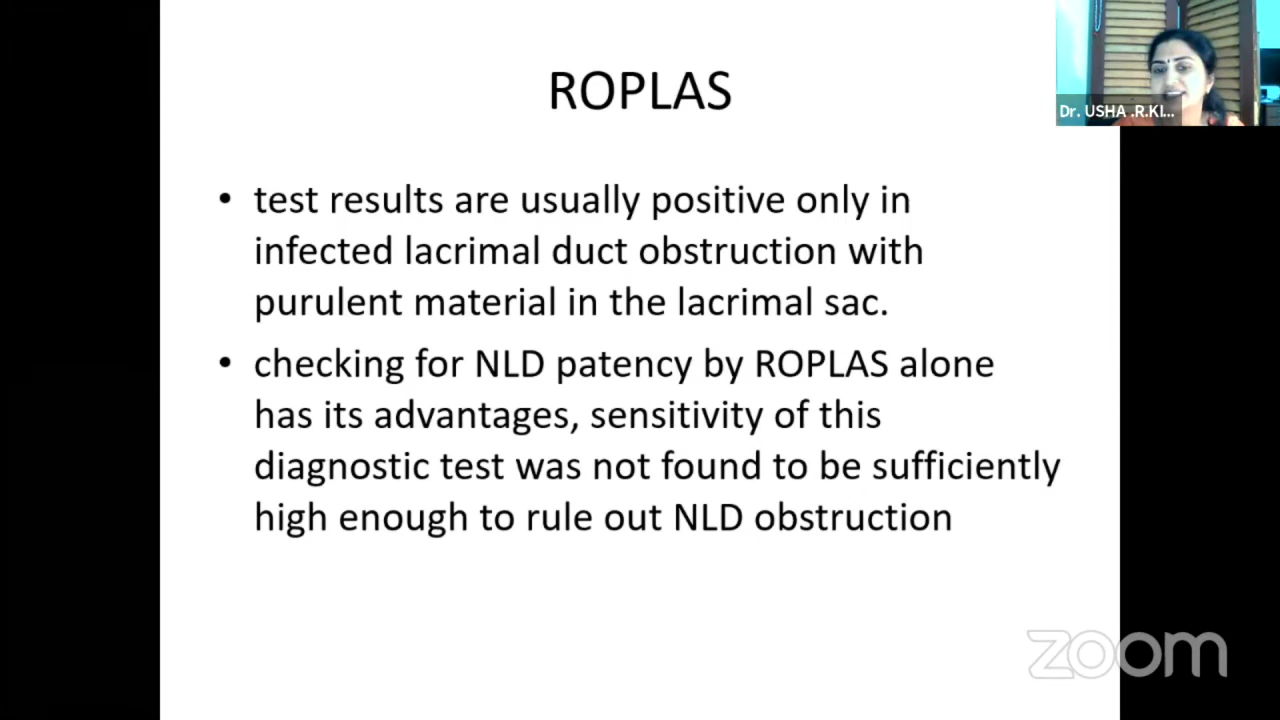 ROPLAS
Dr. USHA .R.KI...
• test results are usually positive only in
infected lacrimal duct obstruction with
purulent material in the lacrimal sac.
• checking for NLD patency by ROPLAS alone
has its advantages, sensitivity of this
diagnostic test was not found to be sufficiently
high enough to rule out NLD obstruction
zoom